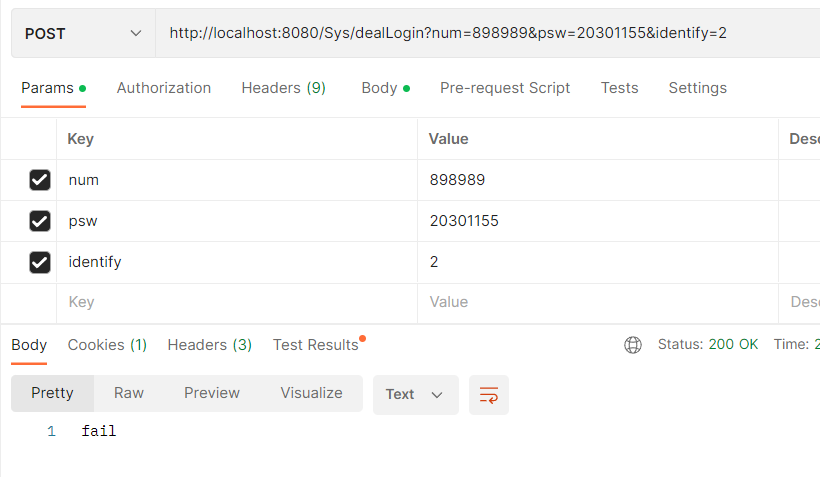 POST http://localhost:8080/Sys/dealLogin?num=898989&psw=20301155&identify=2
Params Authorization Headers (9) Body Pre-request Script Tests Settings
Key Value Desc
num 898989
psw 20301155
identify 2
Key Value Desc
Body Cookies (1) Headers (3) Test Results Status: 200 OK Time: 2
Pretty Raw Preview Visualize Text
1 fail